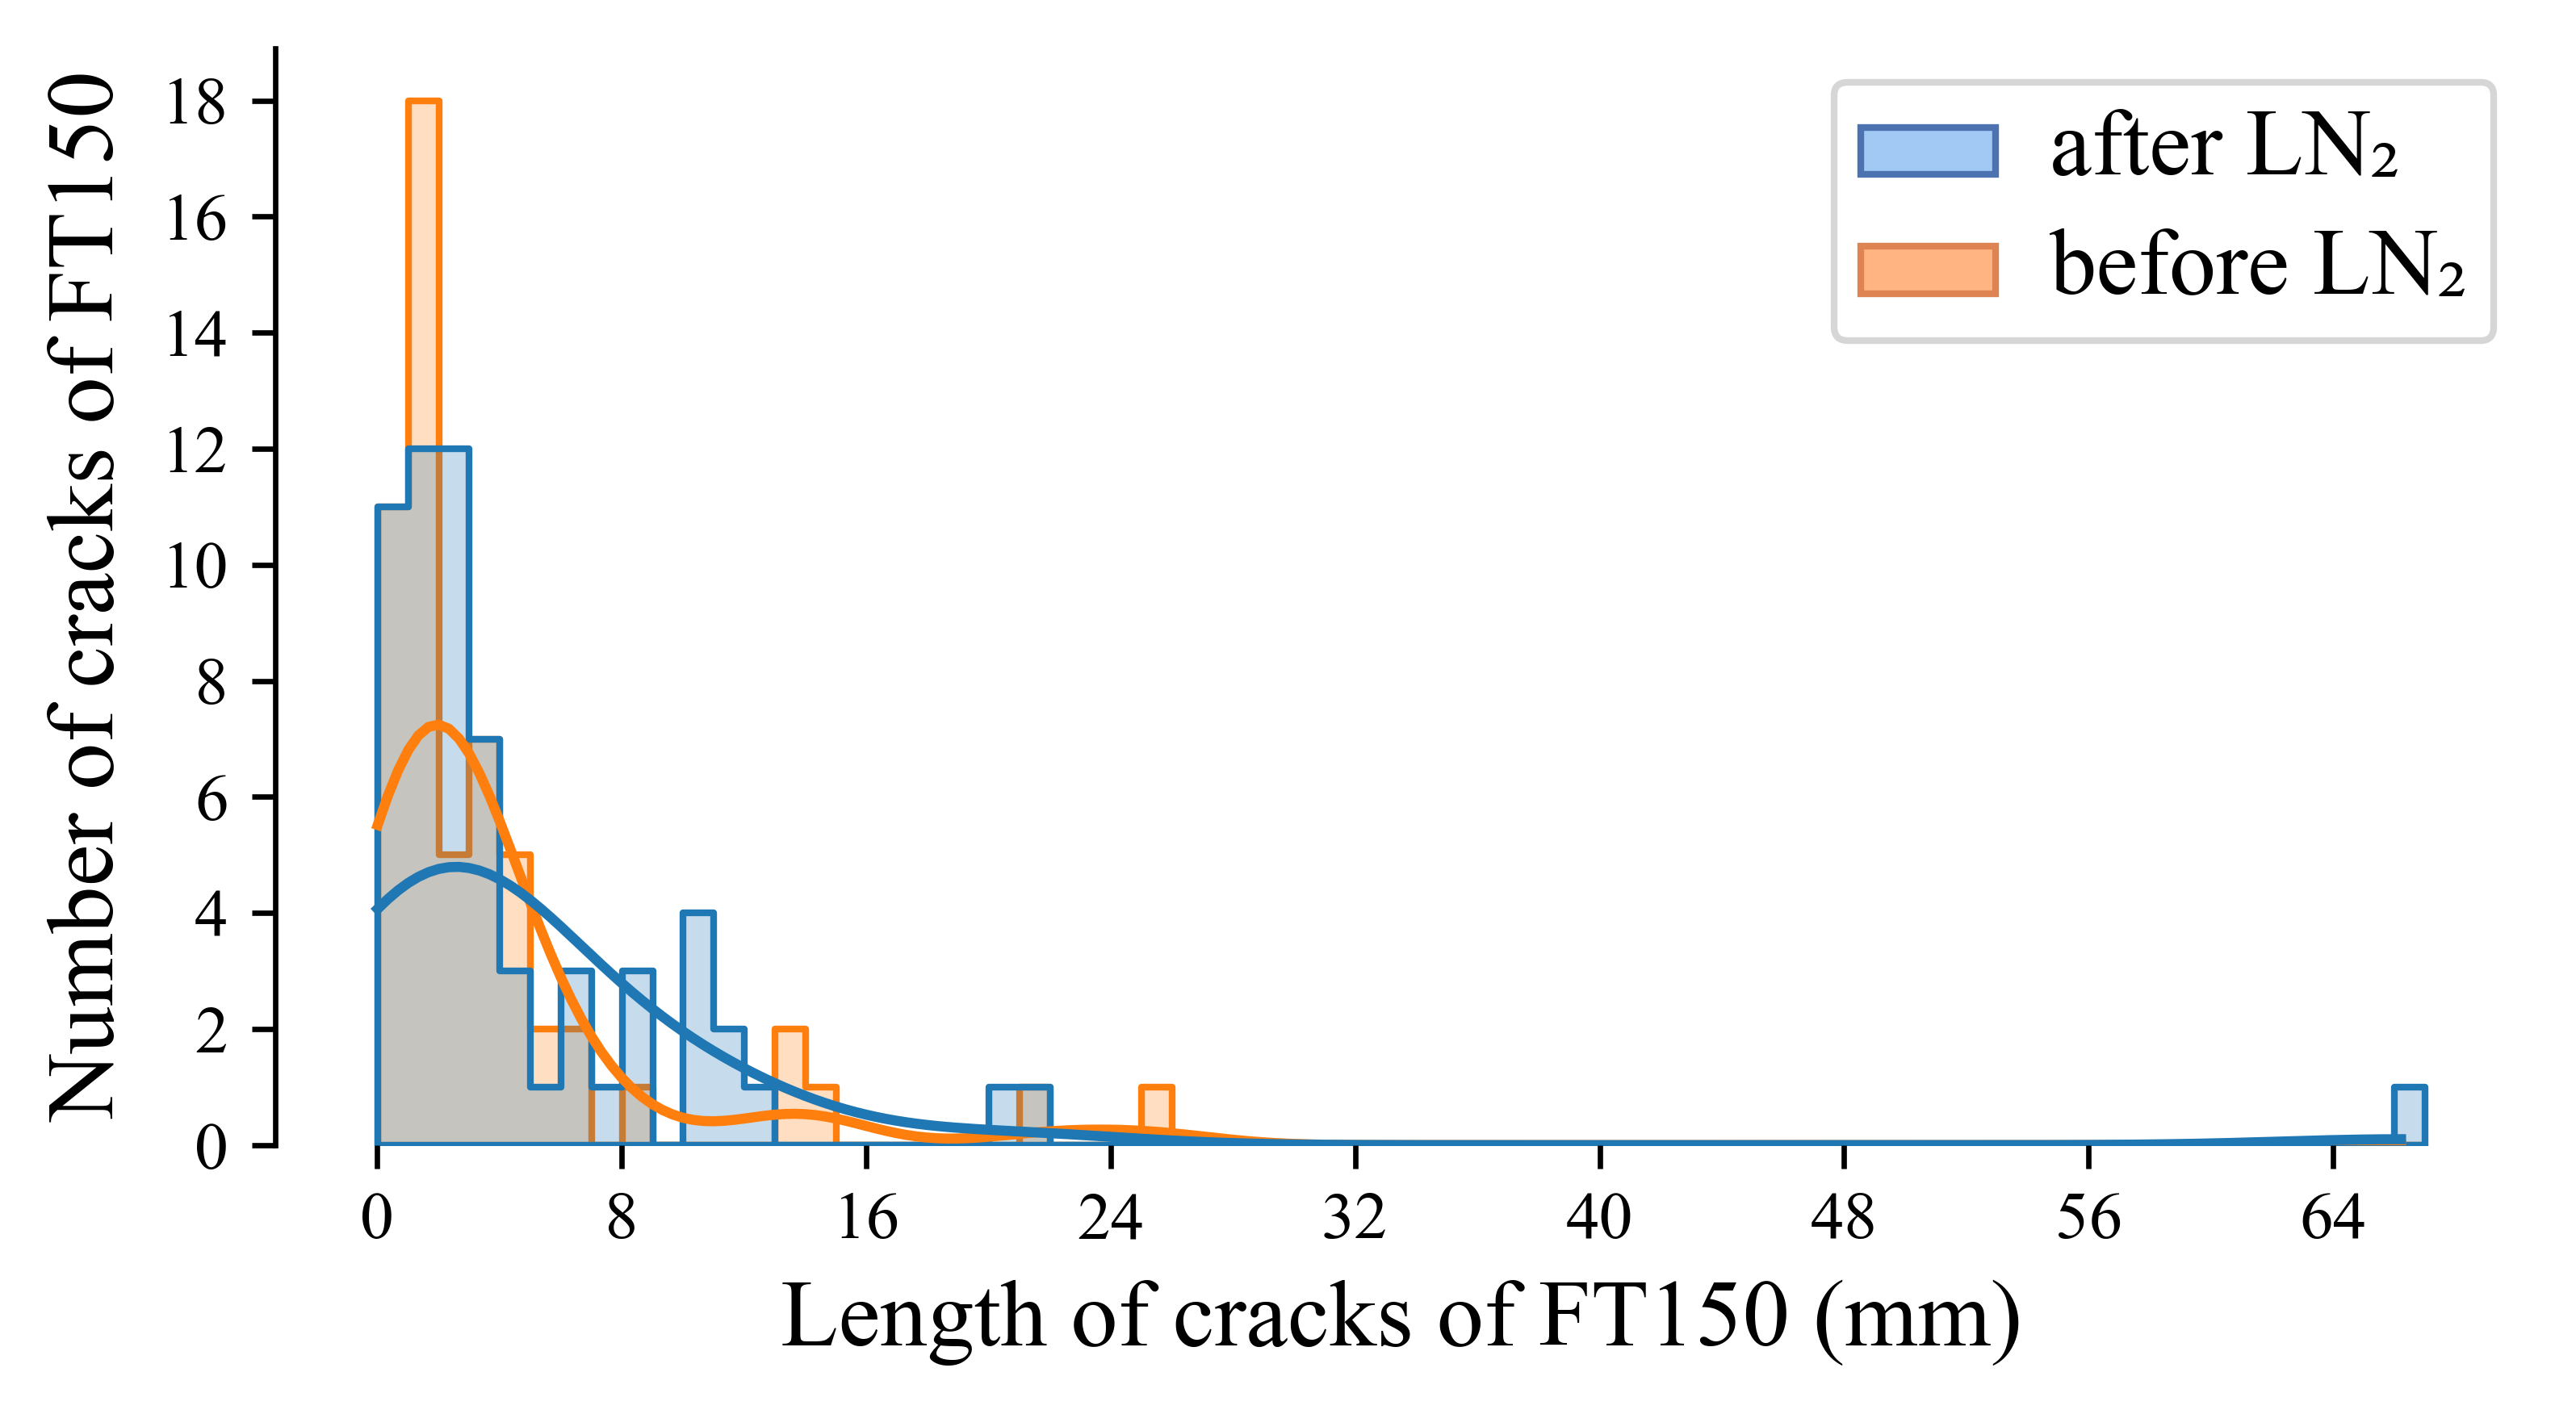 Number of cracks of FT150
18
16
14
12
10
8
6
4
2
0
after LN₂
before LN₂
0 8 16 24 32 40 48 56 64
Length of cracks of FT150 (mm)